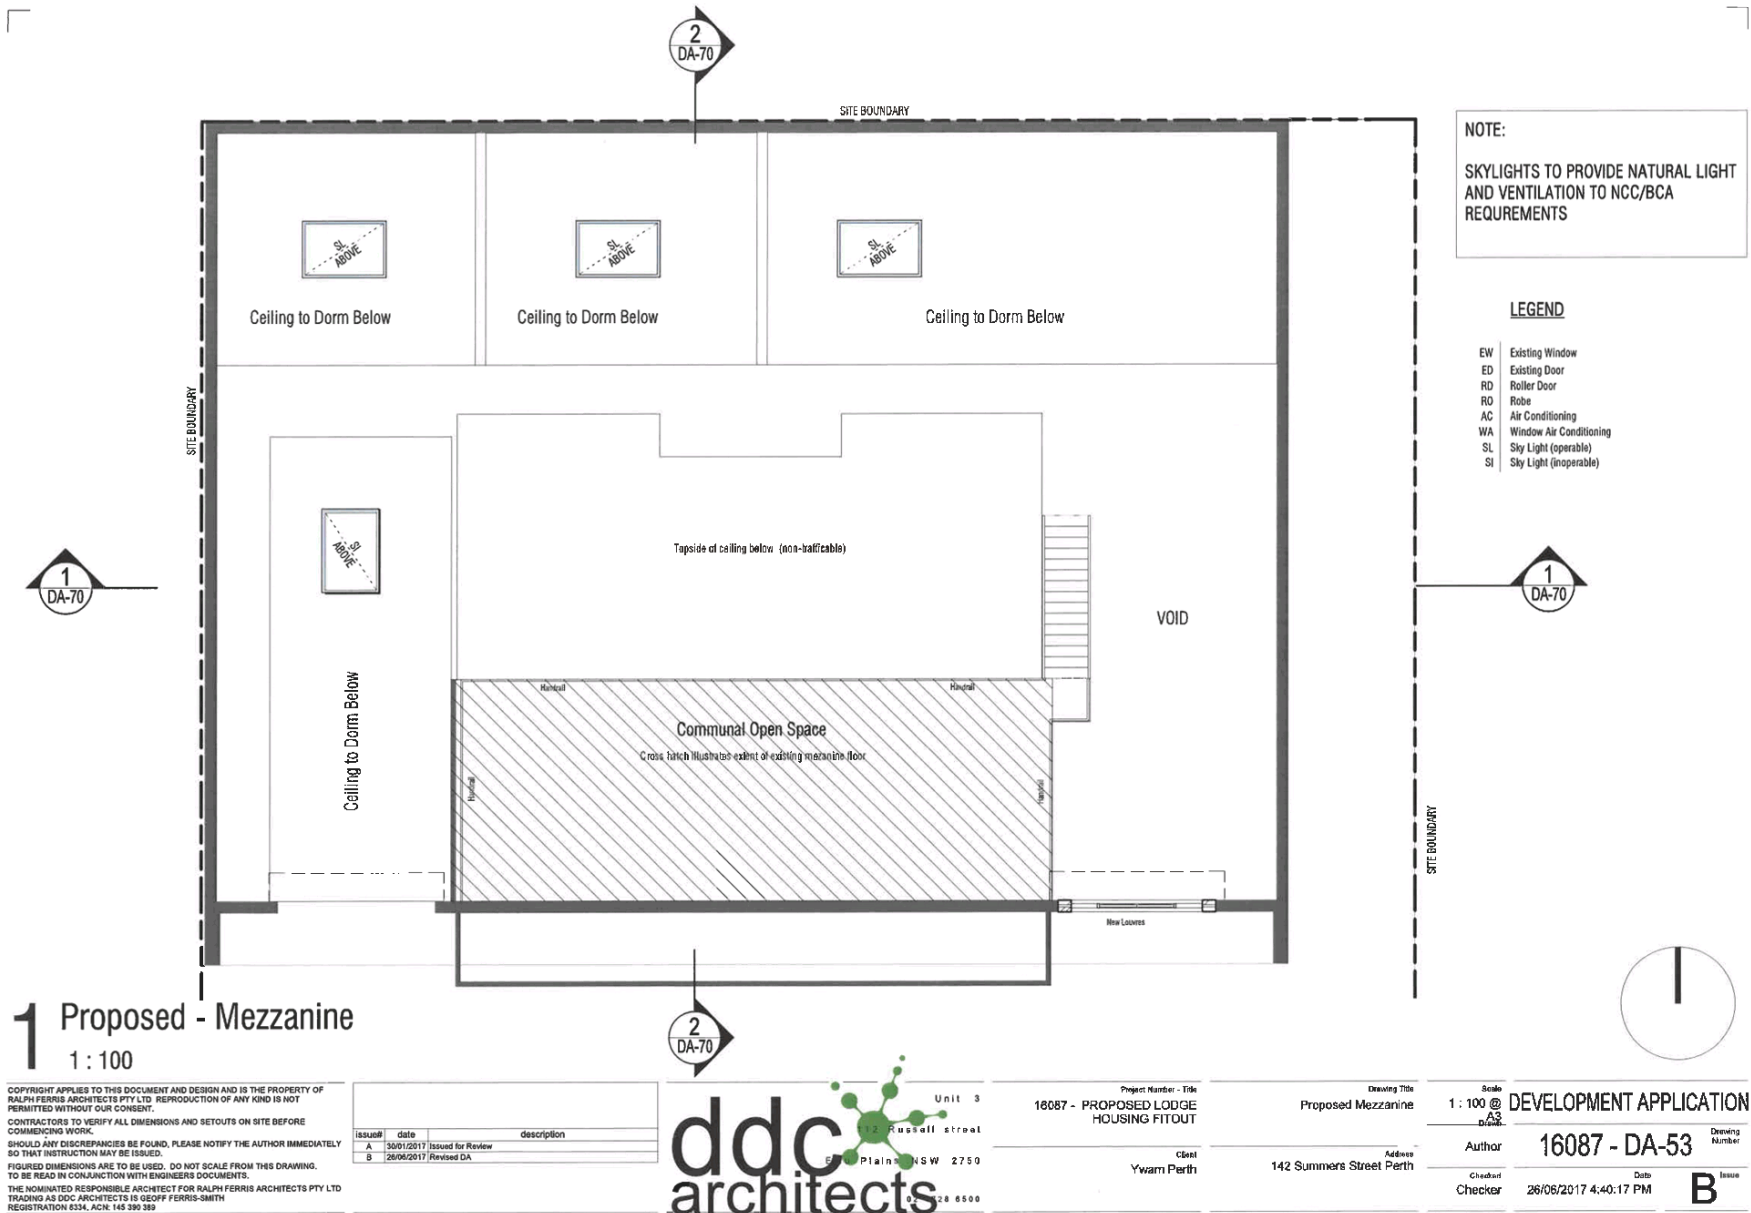 2
DA-70
SITE BOUNDARY
NOTE:
SKYLIGHTS TO PROVIDE NATURAL LIGHT
AND VENTILATION TO NCC/BCA
REQUREMENTS
SL
ABOVE
SL
ABOVE
SL
ABOVE
Ceiling to Dorm Below
Ceiling to Dorm Below
Ceiling to Dorm Below
LEGEND
EW Existing Window
ED Existing Door
RD Roller Door
RO Robe
AC Air Conditioning
WA Window Air Conditioning
SL Sky Light (operable)
SI Sky Light (inoperable)
SITE BOUNDARY
SI
ABOVE
Topside of ceiling below (non-trafficable)
1
DA-70
1
DA-70
VOID
Ceiling to Dorm Below
Handrail
Handrail
Communal Open Space
Cross hatch illustrates extent of existing mezanine floor
Handrail
Handrail
SITE BOUNDARY
New Louvres
1 Proposed - Mezzanine
1 : 100
2
DA-70
COPYRIGHT APPLIES TO THIS DOCUMENT AND DESIGN AND IS THE PROPERTY OF
RALPH FERRIS ARCHITECTS PTY LTD REPRODUCTION OF ANY KIND IS NOT
PERMITTED WITHOUT OUR CONSENT.
CONTRACTORS TO VERIFY ALL DIMENSIONS AND SETOUTS ON SITE BEFORE
COMMENCING WORK.
SHOULD ANY DISCREPANCIES BE FOUND, PLEASE NOTIFY THE AUTHOR IMMEDIATELY
SO THAT INSTRUCTION MAY BE ISSUED.
FIGURED DIMENSIONS ARE TO BE USED. DO NOT SCALE FROM THIS DRAWING.
TO BE READ IN CONJUNCTION WITH ENGINEERS DOCUMENTS.
THE NOMINATED RESPONSIBLE ARCHITECT FOR RALPH FERRIS ARCHITECTS PTY LTD
TRADING AS DDC ARCHITECTS IS GEOFF FERRIS-SMITH
REGISTRATION 8334, ACN: 145 390 389
issue# date description
A 30/01/2017 Issued for Review
B 26/06/2017 Revised DA
ddc
architects
Unit 3
Russell street
Plains NSW 2750
6500
Project Number - Title
16087 - PROPOSED LODGE
HOUSING FITOUT
Client
Ywam Perth
Drawing Title
Proposed Mezzanine
Address
142 Summers Street Perth
Scale
1 : 100 @
A3
Drawn
Author
Checked
Checker
DEVELOPMENT APPLICATION
16087 - DA-53
Drawing
Number
Date
26/06/2017 4:40:17 PM
B
Issue